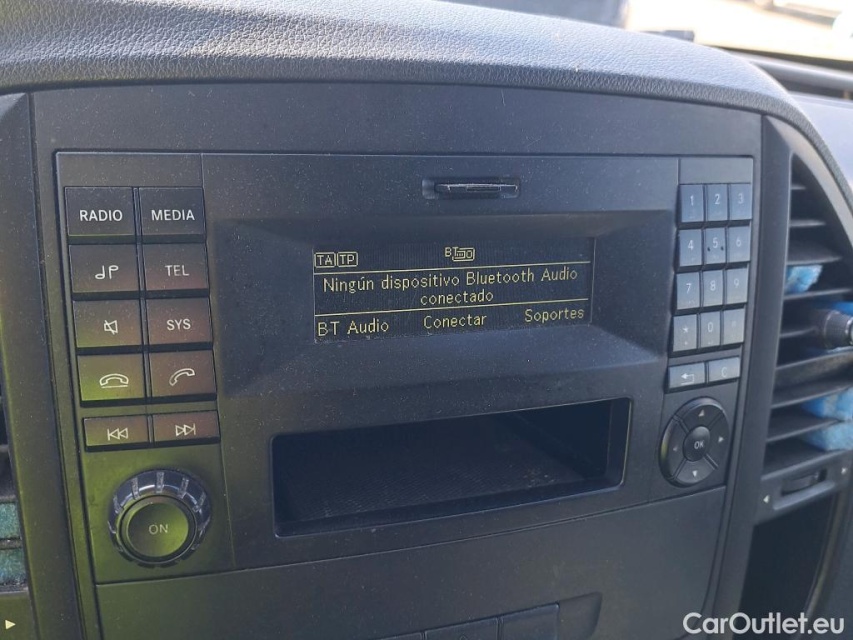 RADIO MEDIA
TEL
SYS
ON
TA TP BT
Ningún dispositivo Bluetooth Audio
conectado
BT Audio Conectar Soportes
1 2 3
4 5 6
7 8 9
* 0 #
C
OK
CarOutlet.eu